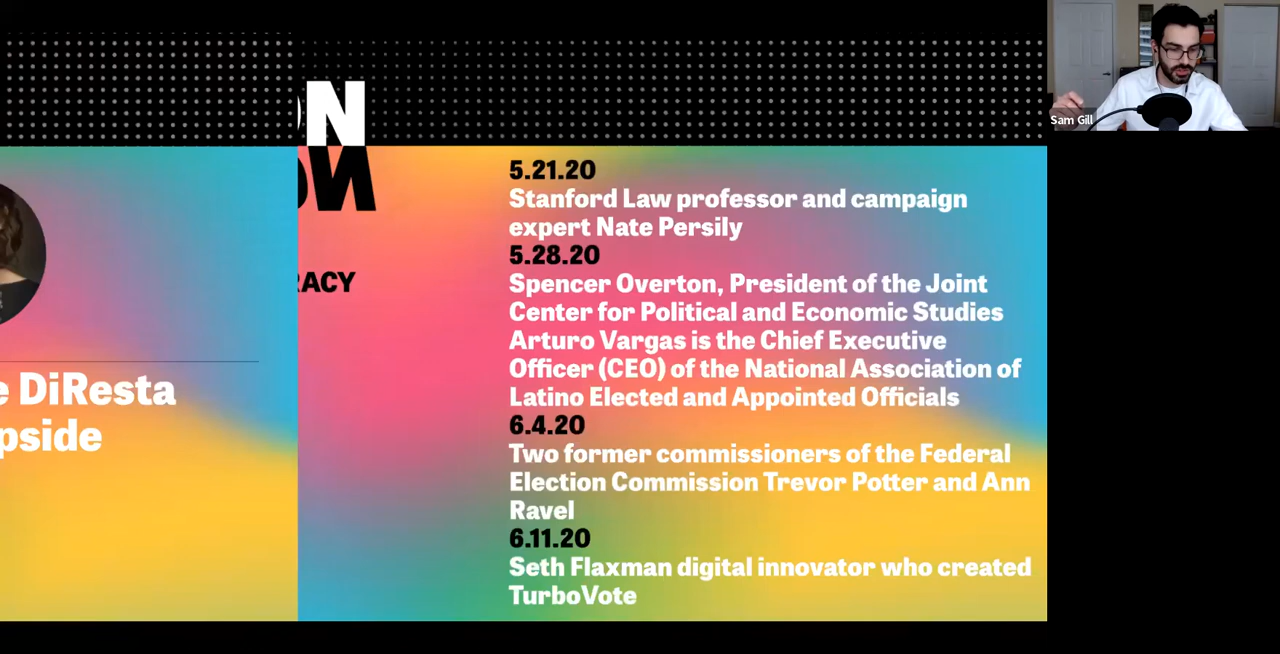 Sam Gill
N
RACY
e DiResta
pside
5.21.20
Stanford Law professor and campaign
expert Nate Persily
5.28.20
Spencer Overton, President of the Joint
Center for Political and Economic Studies
Arturo Vargas is the Chief Executive
Officer (CEO) of the National Association of
Latino Elected and Appointed Officials
6.4.20
Two former commissioners of the Federal
Election Commission Trevor Potter and Ann
Ravel
6.11.20
Seth Flaxman digital innovator who created
TurboVote